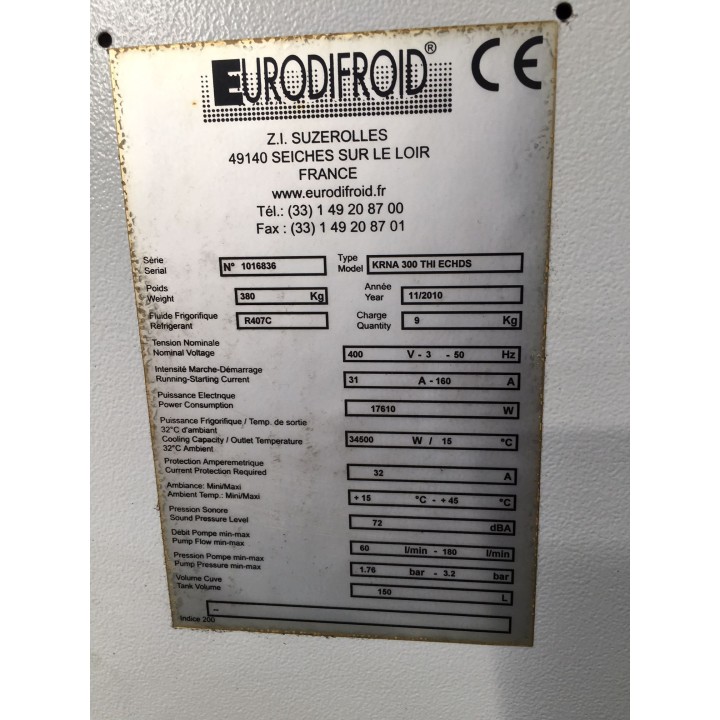 EURODIFROID® CE
Z.I. SUZEROLLES
49140 SEICHES SUR LE LOIR
FRANCE
www.eurodifroid.fr
Tél.: (33) 1 49 20 87 00
Fax : (33) 1 49 20 87 01
Série
Serial
N° 1016836
Type
Model
KRNA 300 THI ECHDS
Poids
Weight
380 Kg
Année
Year
11/2010
Fluide Frigorifique
Refrigerant
R407C
Charge
Quantity
9 Kg
Tension Nominale
Nominal Voltage
400 V - 3 - 50 Hz
Intensité Marche-Démarrage
Running-Starting Current
31 A - 160 A
Puissance Electrique
Power Consumption
17610 W
Puissance Frigorifique / Temp. de sortie
32°C d'ambiant
Cooling Capacity / Outlet Temperature
32°C Ambient
34500 W / 15 °C
Protection Amperemetrique
Current Protection Required
32 A
Ambiance: Mini/Maxi
Ambient Temp.: Mini/Maxi
+ 15 °C - + 45 °C
Pression Sonore
Sound Pressure Level
72 dBA
Débit Pompe min-max
Pump Flow min-max
60 l/min - 160 l/min
Pression Pompe min-max
Pump Pressure min-max
1.76 bar - 3.2 bar
Volume Cuve
Tank Volume
150 L
--
Indice 200